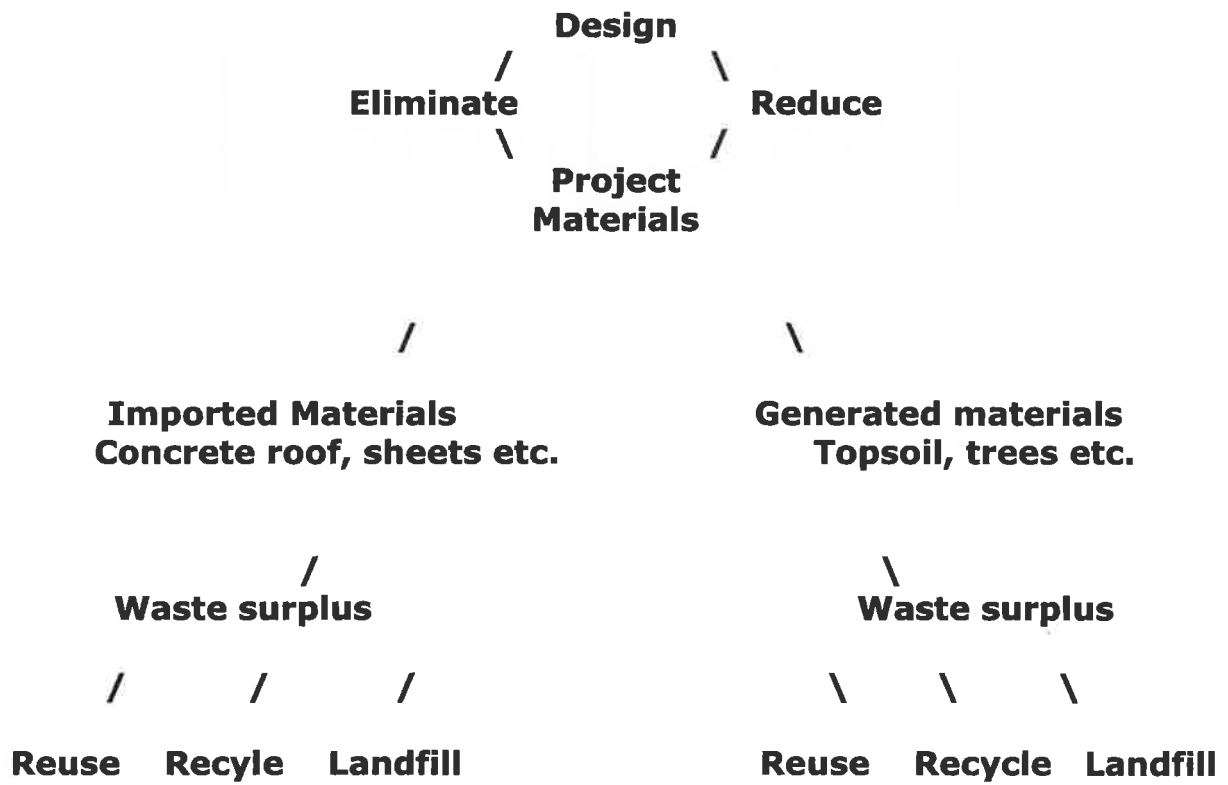 Design
/ \
Eliminate Reduce
\ /
Project
Materials
/ \
Imported Materials Generated materials
Concrete roof, sheets etc. Topsoil, trees etc.
/ \
Waste surplus Waste surplus
/ / / \ \ \
Reuse Recyle Landfill Reuse Recycle Landfill